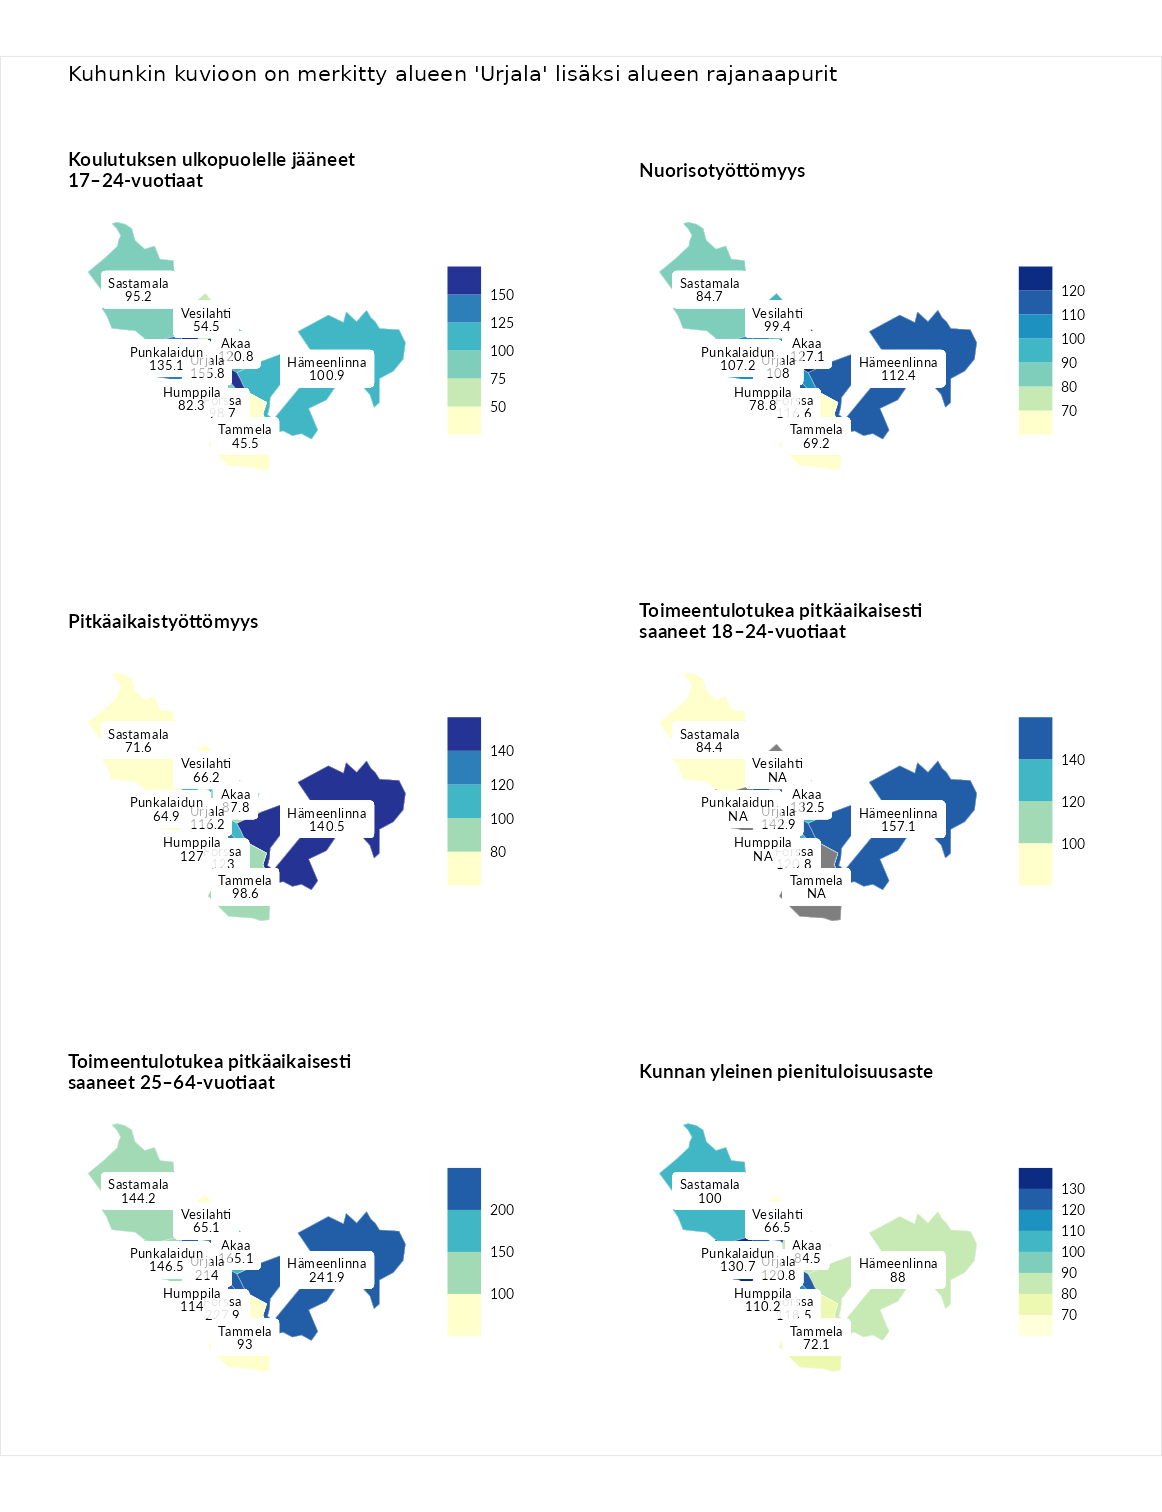 Kuhunkin kuvioon on merkitty alueen 'Urjala' lisäksi alueen rajanaapurit
Koulutuksen ulkopuolelle jääneet
17–24-vuotiaat
Sastamala
95.2
Vesilahti
54.5
Akaa
120.8
Punkalaidun
135.1
Urjala
155.8
Hämeenlinna
100.9
Humppila
82.3
Tammela
45.5
150
125
100
75
50
Nuorisotyöttömyys
Sastamala
84.7
Vesilahti
99.4
Akaa
127.1
Punkalaidun
107.2
Urjala
108
Hämeenlinna
112.4
Humppila
78.8
Tammela
69.2
120
110
100
90
80
70
Pitkäaikaistyöttömyys
Sastamala
71.6
Vesilahti
66.2
Akaa
87.8
Punkalaidun
64.9
Urjala
116.2
Hämeenlinna
140.5
Humppila
127
Tammela
98.6
140
120
100
80
Toimeentulotukea pitkäaikaisesti
saaneet 18–24-vuotiaat
Sastamala
84.4
Vesilahti
NA
Akaa
132.5
Punkalaidun
NA
Urjala
142.9
Hämeenlinna
157.1
Humppila
NA
Tammela
NA
140
120
100
Toimeentulotukea pitkäaikaisesti
saaneet 25–64-vuotiaat
Sastamala
144.2
Vesilahti
65.1
Akaa
165.1
Punkalaidun
146.5
Urjala
214
Hämeenlinna
241.9
Humppila
114
Tammela
93
200
150
100
Kunnan yleinen pienituloisuusaste
Sastamala
100
Vesilahti
66.5
Akaa
84.5
Punkalaidun
130.7
Urjala
120.8
Hämeenlinna
88
Humppila
110.2
Tammela
72.1
130
120
110
100
90
80
70